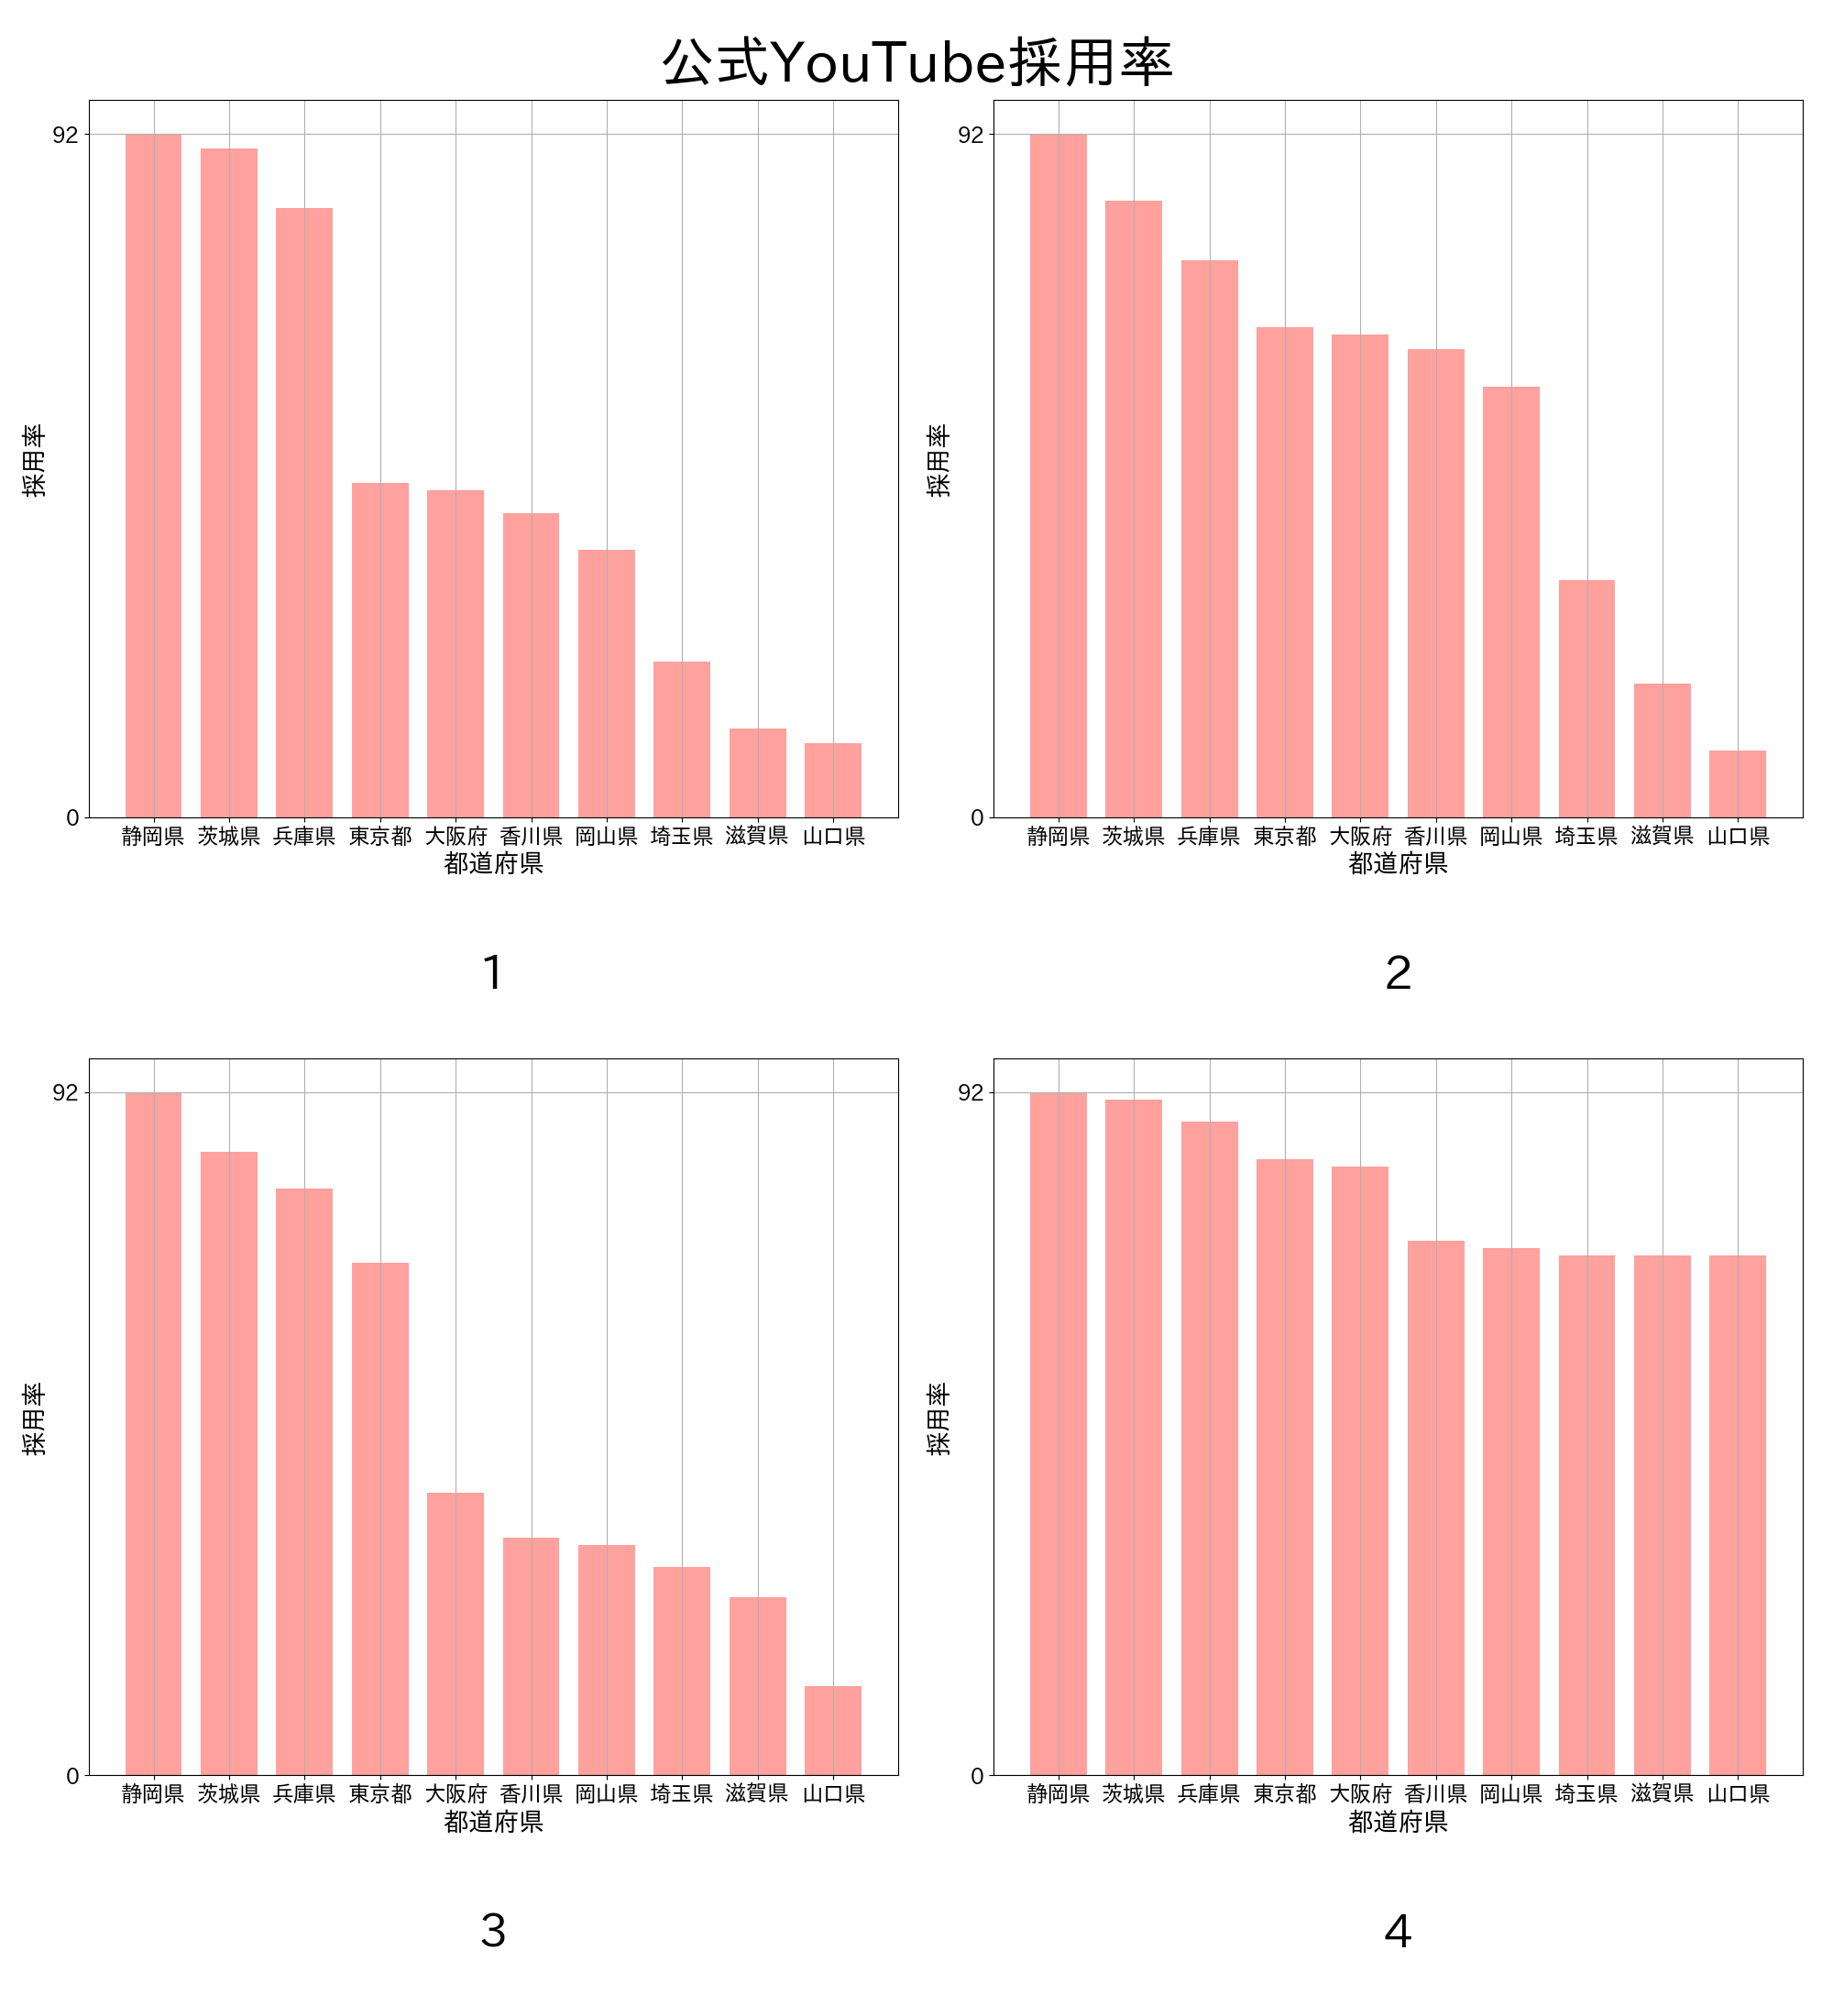 公式YouTube採用率
92
0
採用率
静岡県 茨城県 兵庫県 東京都 大阪府 香川県 岡山県 埼玉県 滋賀県 山口県
都道府県
1
92
0
採用率
静岡県 茨城県 兵庫県 東京都 大阪府 香川県 岡山県 埼玉県 滋賀県 山口県
都道府県
2
92
0
採用率
静岡県 茨城県 兵庫県 東京都 大阪府 香川県 岡山県 埼玉県 滋賀県 山口県
都道府県
3
92
0
採用率
静岡県 茨城県 兵庫県 東京都 大阪府 香川県 岡山県 埼玉県 滋賀県 山口県
都道府県
4